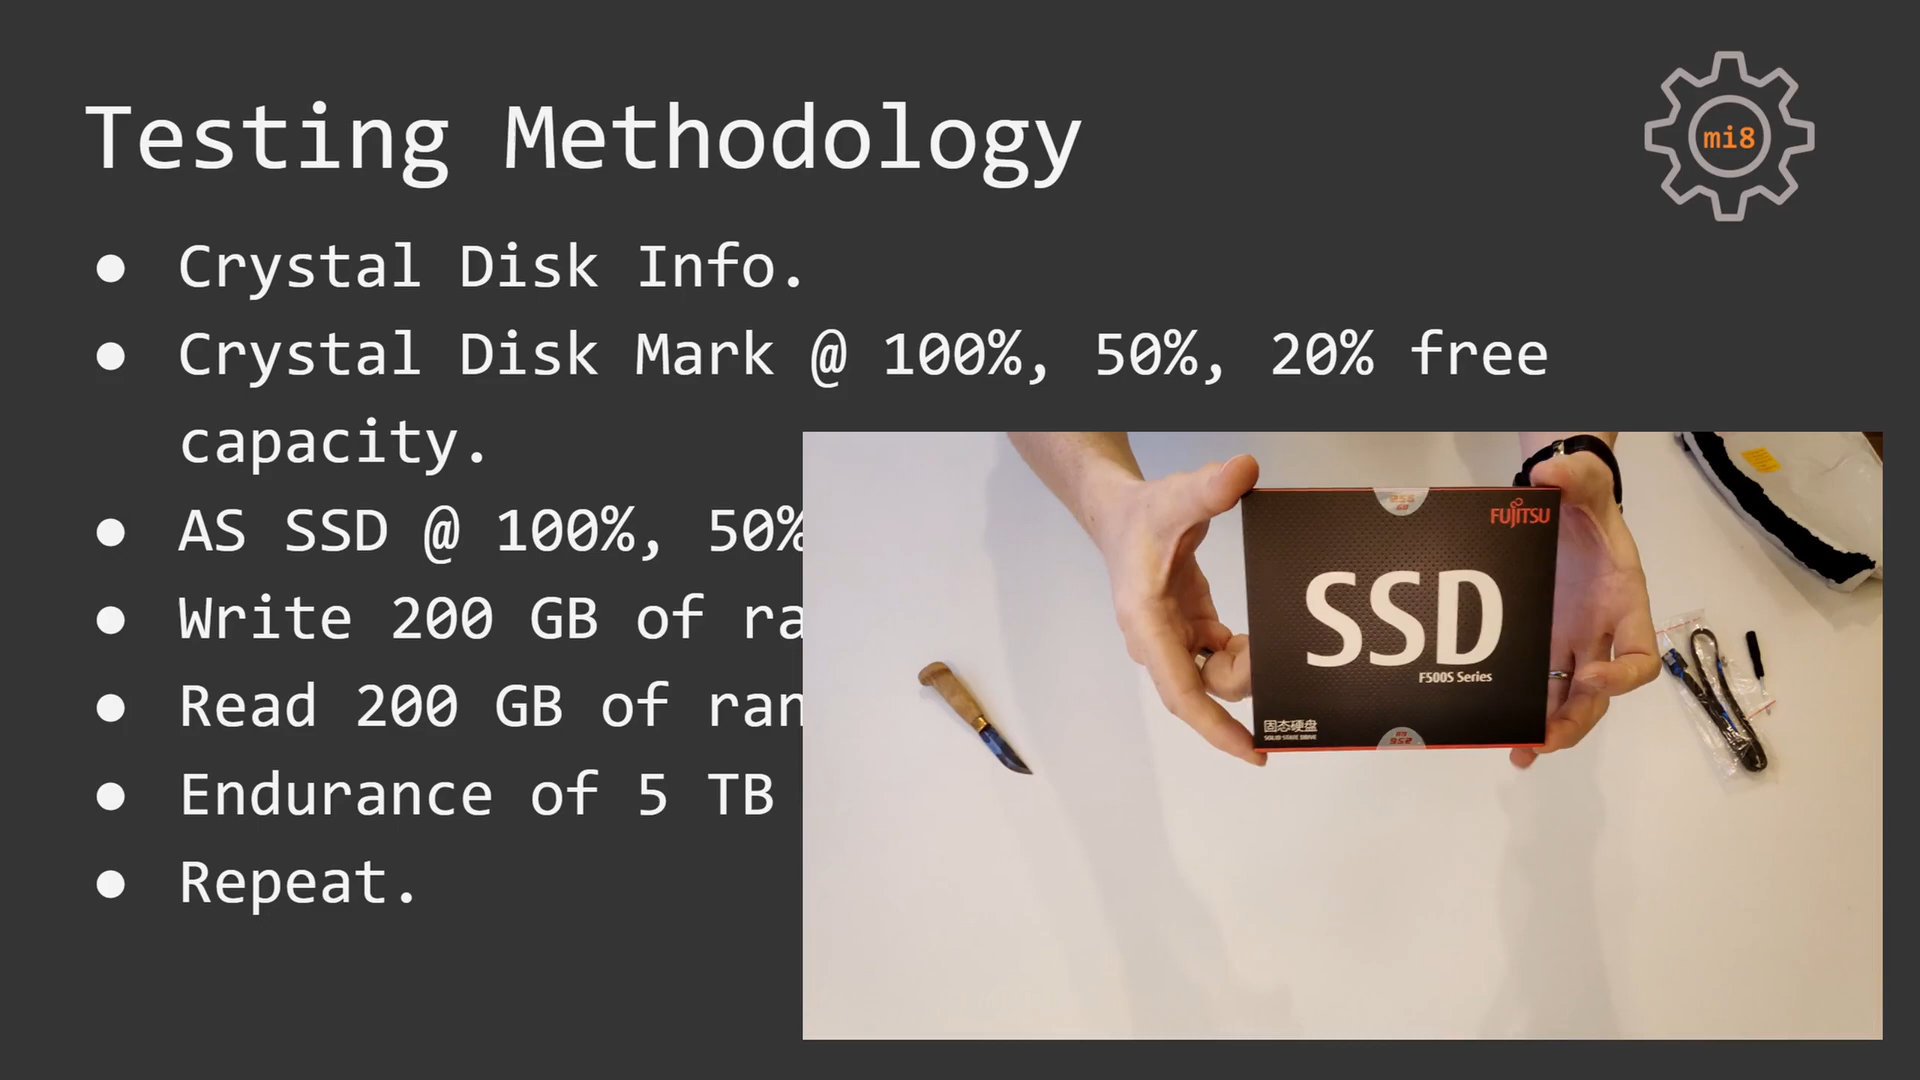 Testing Methodology
mi8
● Crystal Disk Info.
● Crystal Disk Mark @ 100%, 50%, 20% free
capacity.
● AS SSD @ 100%, 50%
● Write 200 GB of ra
● Read 200 GB of ran
● Endurance of 5 TB
● Repeat.
256
GB
FUJITSU
SSD
F500S Series
固态硬盘
SOLID STATE DRIVE